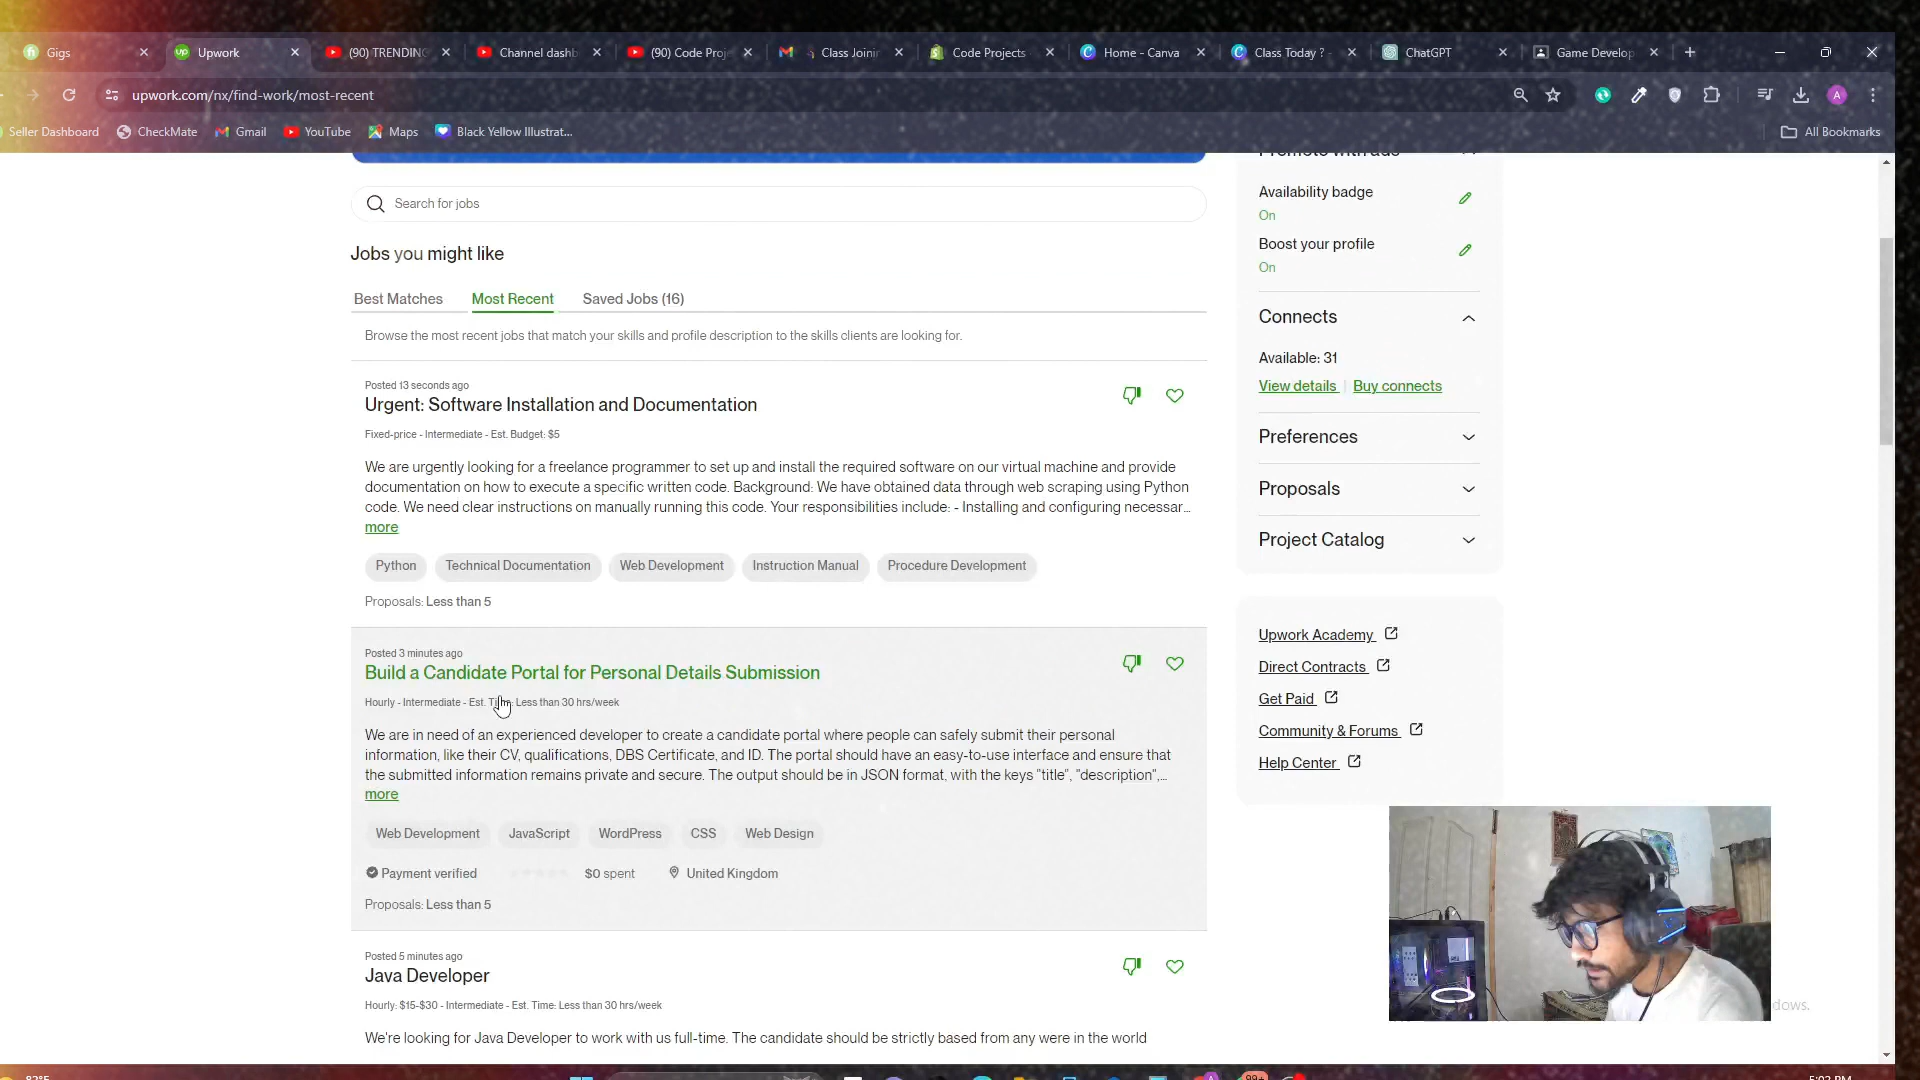 Gigs
Upwork
(90) TRENDING
Channel dashb
(90) Code Proj
Class Joinin
Code Projects
Home - Canva
Class Today ? -
ChatGPT
Game Develop
upwork.com/nx/find-work/most-recent
Seller Dashboard
CheckMate
Gmail
YouTube
Maps
Black Yellow Illustrat...
All Bookmarks
Search for jobs
Jobs you might like
Best Matches
Most Recent
Saved Jobs (16)
Browse the most recent jobs that match your skills and profile description to the skills clients are looking for.
Posted 13 seconds ago
Urgent: Software Installation and Documentation
Fixed-price - Intermediate - Est. Budget: $5
We are urgently looking for a freelance programmer to set up and install the required software on our virtual machine and provide
documentation on how to execute a specific written code. Background: We have obtained data through web scraping using Python
code. We need clear instructions on manually running this code. Your responsibilities include: - Installing and configuring necessar...
more
Python
Technical Documentation
Web Development
Instruction Manual
Procedure Development
Proposals: Less than 5
Posted 3 minutes ago
Build a Candidate Portal for Personal Details Submission
Hourly - Intermediate - Est. Time: Less than 30 hrs/week
We are in need of an experienced developer to create a candidate portal where people can safely submit their personal
information, like their CV, qualifications, DBS Certificate, and ID. The portal should have an easy-to-use interface and ensure that
the submitted information remains private and secure. The output should be in JSON format, with the keys "title", "description",...
more
Web Development
JavaScript
WordPress
CSS
Web Design
Payment verified
$0 spent
United Kingdom
Proposals: Less than 5
Posted 5 minutes ago
Java Developer
Hourly: $15-$30 - Intermediate - Est. Time: Less than 30 hrs/week
We're looking for Java Developer to work with us full-time. The candidate should be strictly based from any were in the world
Promote with ads
Availability badge
On
Boost your profile
On
Connects
Available: 31
View details | Buy connects
Preferences
Proposals
Project Catalog
Upwork Academy
Direct Contracts
Get Paid
Community & Forums
Help Center
dows.
82°F
99+
5:02 PM